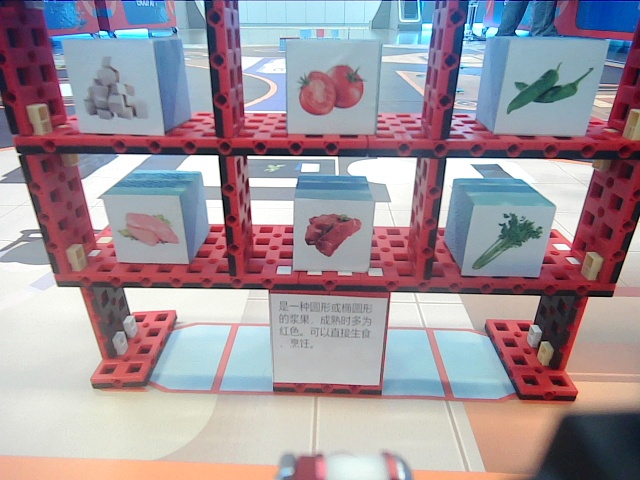 是一种圆形或椭圆形
的浆果，成熟时多为
红色。可以直接生食
、烹饪。